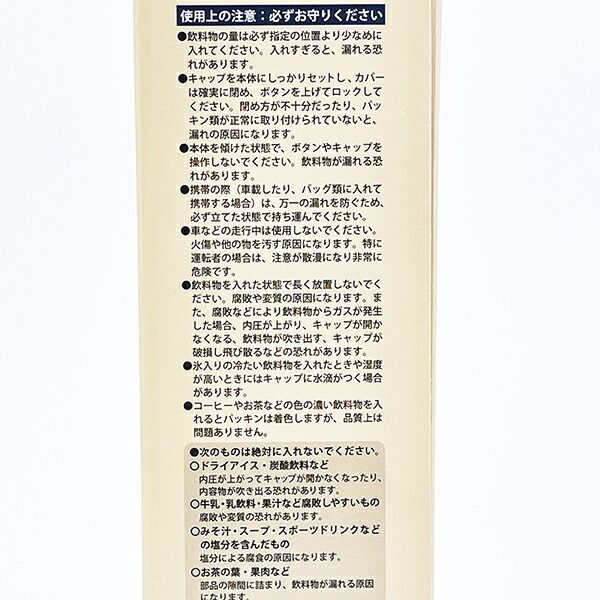 使用上の注意：必ずお守りください
●飲料物の量は必ず指定の位置より少なめに
入れてください。入れすぎると、漏れる恐
れがあります。
●キャップを本体にしっかりセットし、カバー
は確実に閉め、ボタンを上げてロックして
ください。閉め方が不十分だったり、パッ
キン類が正常に取り付けられていないと、
漏れの原因になります。
●本体を傾けた状態で、ボタンやキャップを
操作しないでください。飲料物が漏れる恐
れがあります。
●携帯の際（車載したり、バッグ類に入れて
携帯する場合）は、万一の漏れを防ぐため、
必ず立てた状態で持ち運んでください。
●車などの走行中は使用しないでください。
火傷や他の物を汚す原因になります。特に
運転者の場合は、注意が散漫になり非常に
危険です。
●飲料物を入れた状態で長く放置しないでく
ださい。腐敗や変質の原因になります。ま
た、腐敗などにより飲料物からガスが発生
した場合、内圧が上がり、キャップが開か
なくなる、飲料物が吹き出す、キャップが
破損し飛び散るなどの恐れがあります。
●氷入りの冷たい飲料物を入れたときや湿度
が高いときにはキャップに水滴がつく場合
があります。
●コーヒーやお茶などの色の濃い飲料物を入
れるとパッキンは着色しますが、品質上は
問題ありません。
●次のものは絶対に入れないでください。
○ドライアイス・炭酸飲料など
内圧が上がってキャップが開かなくなったり、
内容物が吹き出る恐れがあります。
○牛乳・乳飲料・果汁など腐敗しやすいもの
腐敗や変質の恐れがあります。
○みそ汁・スープ・スポーツドリンクなど
の塩分を含んだもの
塩分による腐食の原因になります。
○お茶の葉・果肉など
部品の隙間に詰まり、飲料物が漏れる原因
になります。